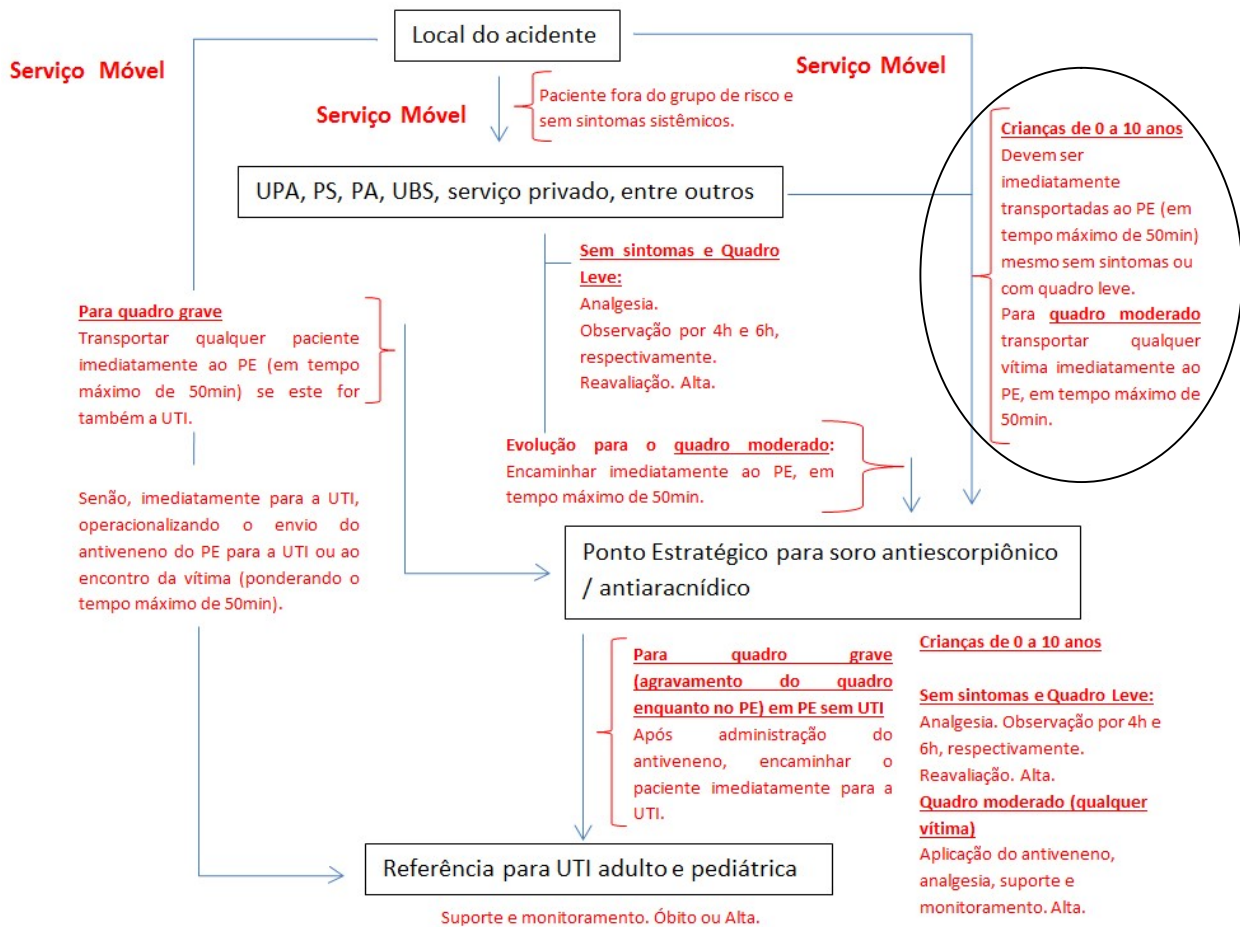 Local do acidente
Serviço Móvel
Serviço Móvel
Serviço Móvel
Paciente fora do grupo de risco e
sem sintomas sistêmicos.
UPA, PS, PA, UBS, serviço privado, entre outros
Crianças de 0 a 10 anos
Devem ser
imediatamente
transportadas ao PE (em
tempo máximo de 50min)
mesmo sem sintomas ou
com quadro leve.
Para quadro moderado
transportar qualquer
vítima imediatamente ao
PE, em tempo máximo de
50min.
Sem sintomas e Quadro
Leve:
Analgesia.
Observação por 4h e 6h,
respectivamente.
Reavaliação. Alta.
Para quadro grave
Transportar qualquer paciente
imediatamente ao PE (em tempo
máximo de 50min) se este for
também a UTI.
Evolução para o quadro moderado:
Encaminhar imediatamente ao PE, em
tempo máximo de 50min.
Senão, imediatamente para a UTI,
operacionalizando o envio do
antiveneno do PE para a UTI ou ao
encontro da vítima (ponderando o
tempo máximo de 50min).
Ponto Estratégico para soro antiescorpiônico
/ antiaracnídico
Para quadro grave
(agravamento do quadro
enquanto no PE) em PE sem UTI
Após administração do
antiveneno, encaminhar o
paciente imediatamente para a
UTI.
Crianças de 0 a 10 anos
Sem sintomas e Quadro Leve:
Analgesia. Observação por 4h e
6h, respectivamente.
Reavaliação. Alta.
Quadro moderado (qualquer
vítima)
Aplicação do antiveneno,
analgesia, suporte e
monitoramento. Alta.
Referência para UTI adulto e pediátrica
Suporte e monitoramento. Óbito ou Alta.